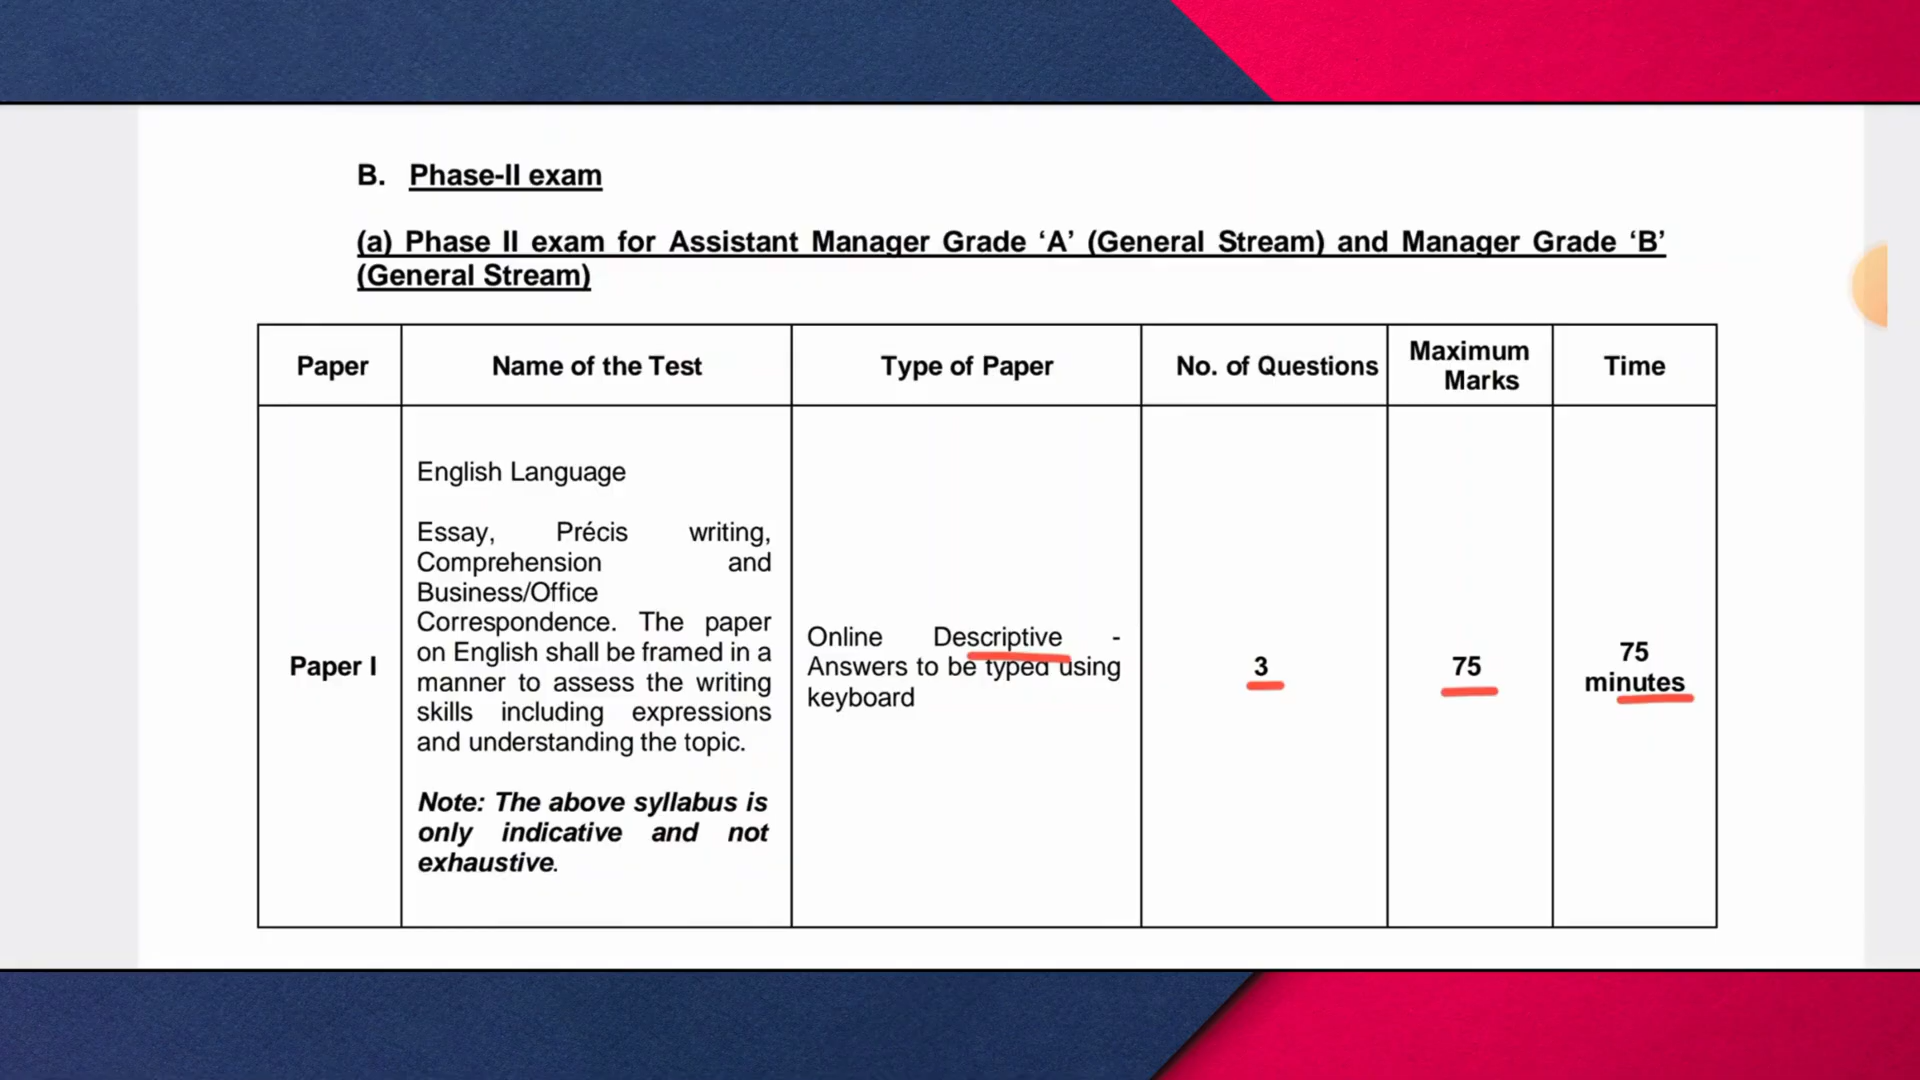 B. Phase-II exam
(a) Phase II exam for Assistant Manager Grade ‘A’ (General Stream) and Manager Grade ‘B’
(General Stream)
Paper
Name of the Test
Type of Paper
No. of Questions
Maximum
Marks
Time
Paper I
English Language
Essay, Précis writing,
Comprehension and
Business/Office
Correspondence. The paper
on English shall be framed in a
manner to assess the writing
skills including expressions
and understanding the topic.
Note: The above syllabus is
only indicative and not
exhaustive.
Online Descriptive -
Answers to be typed using
keyboard
3
75
75
minutes